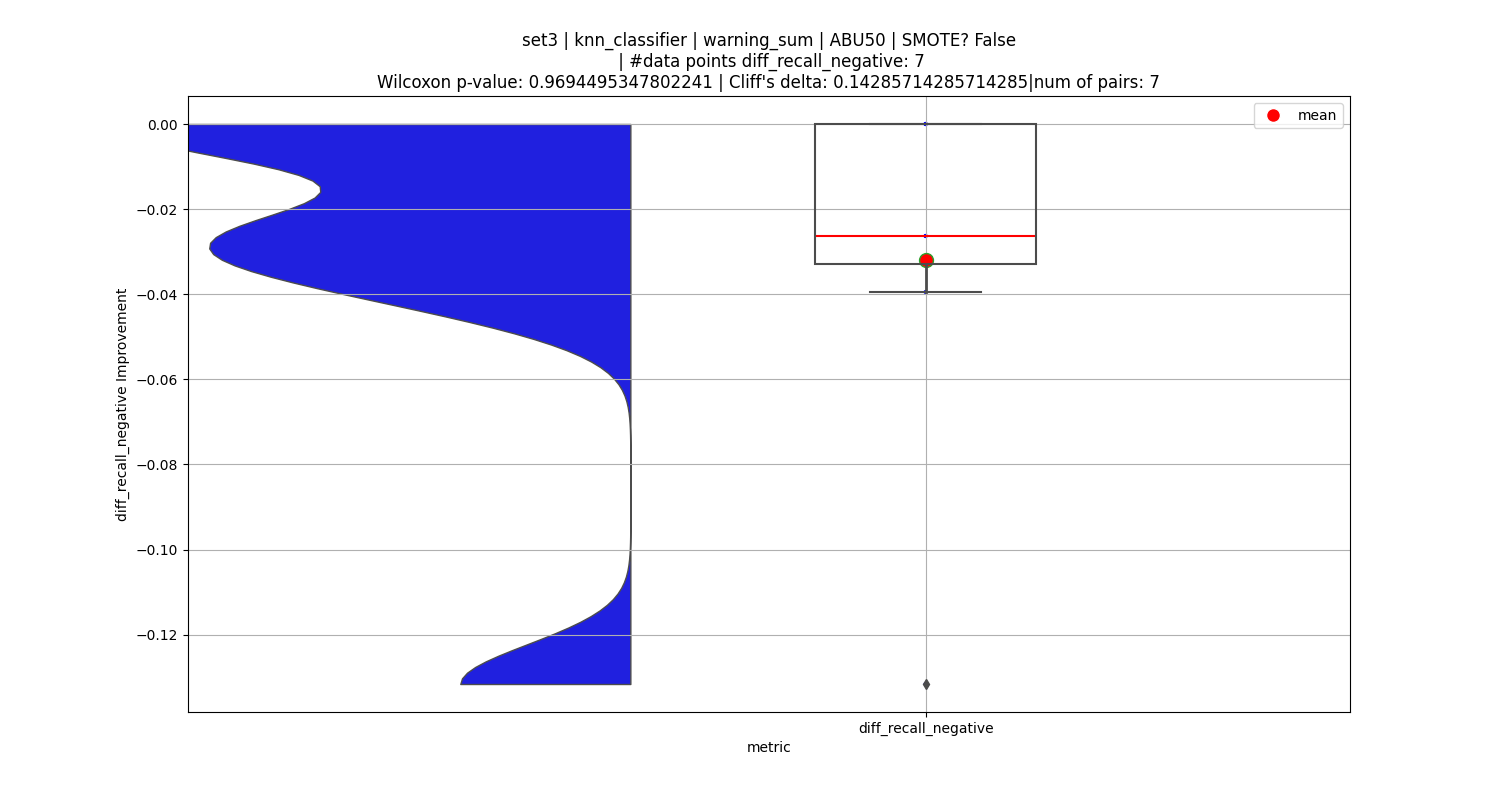 set3 | knn_classifier | warning_sum | ABU50 | SMOTE? False
| #data points diff_recall_negative: 7
Wilcoxon p-value: 0.9694495347802241 | Cliff's delta: 0.14285714285714285|num of pairs: 7
mean
0.00
−0.02
−0.04
−0.06
−0.08
−0.10
−0.12
diff_recall_negative Improvement
diff_recall_negative
metric